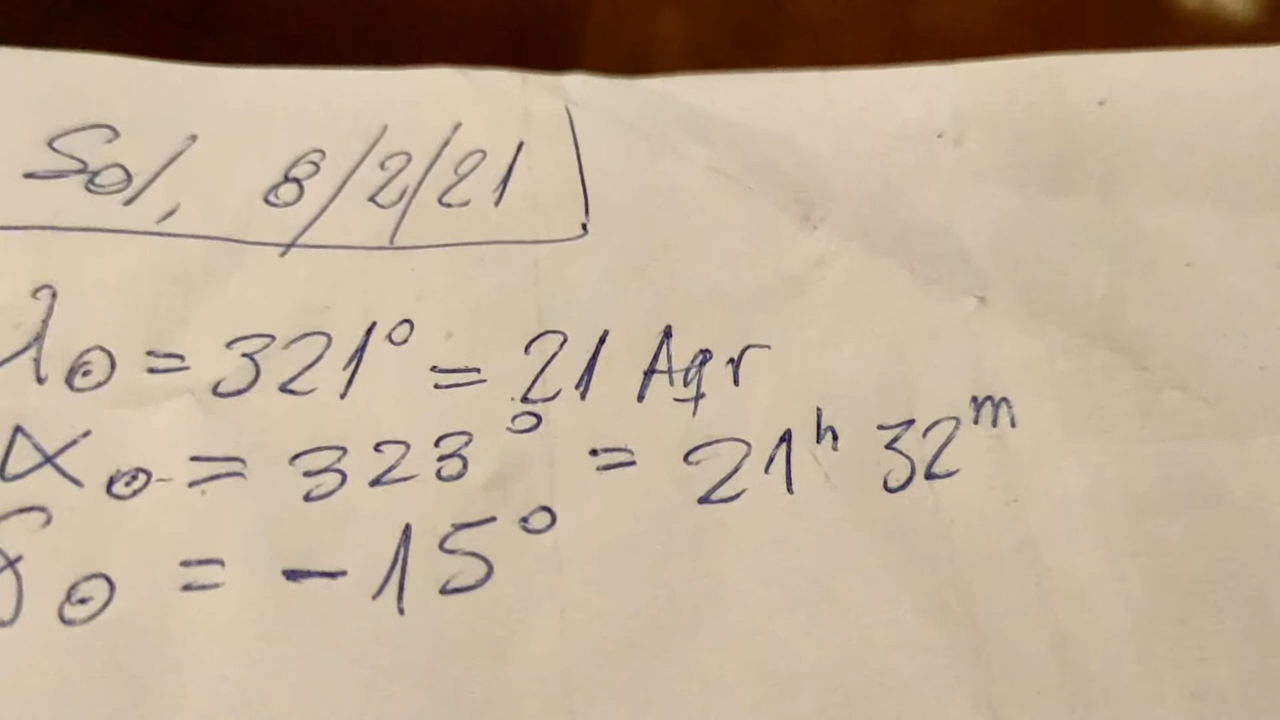 Sol, 8/2/21
λ☉ = 321° = 21 Aqr
α☉ = 323° = 21ʰ 32ᵐ
δ☉ = -15°